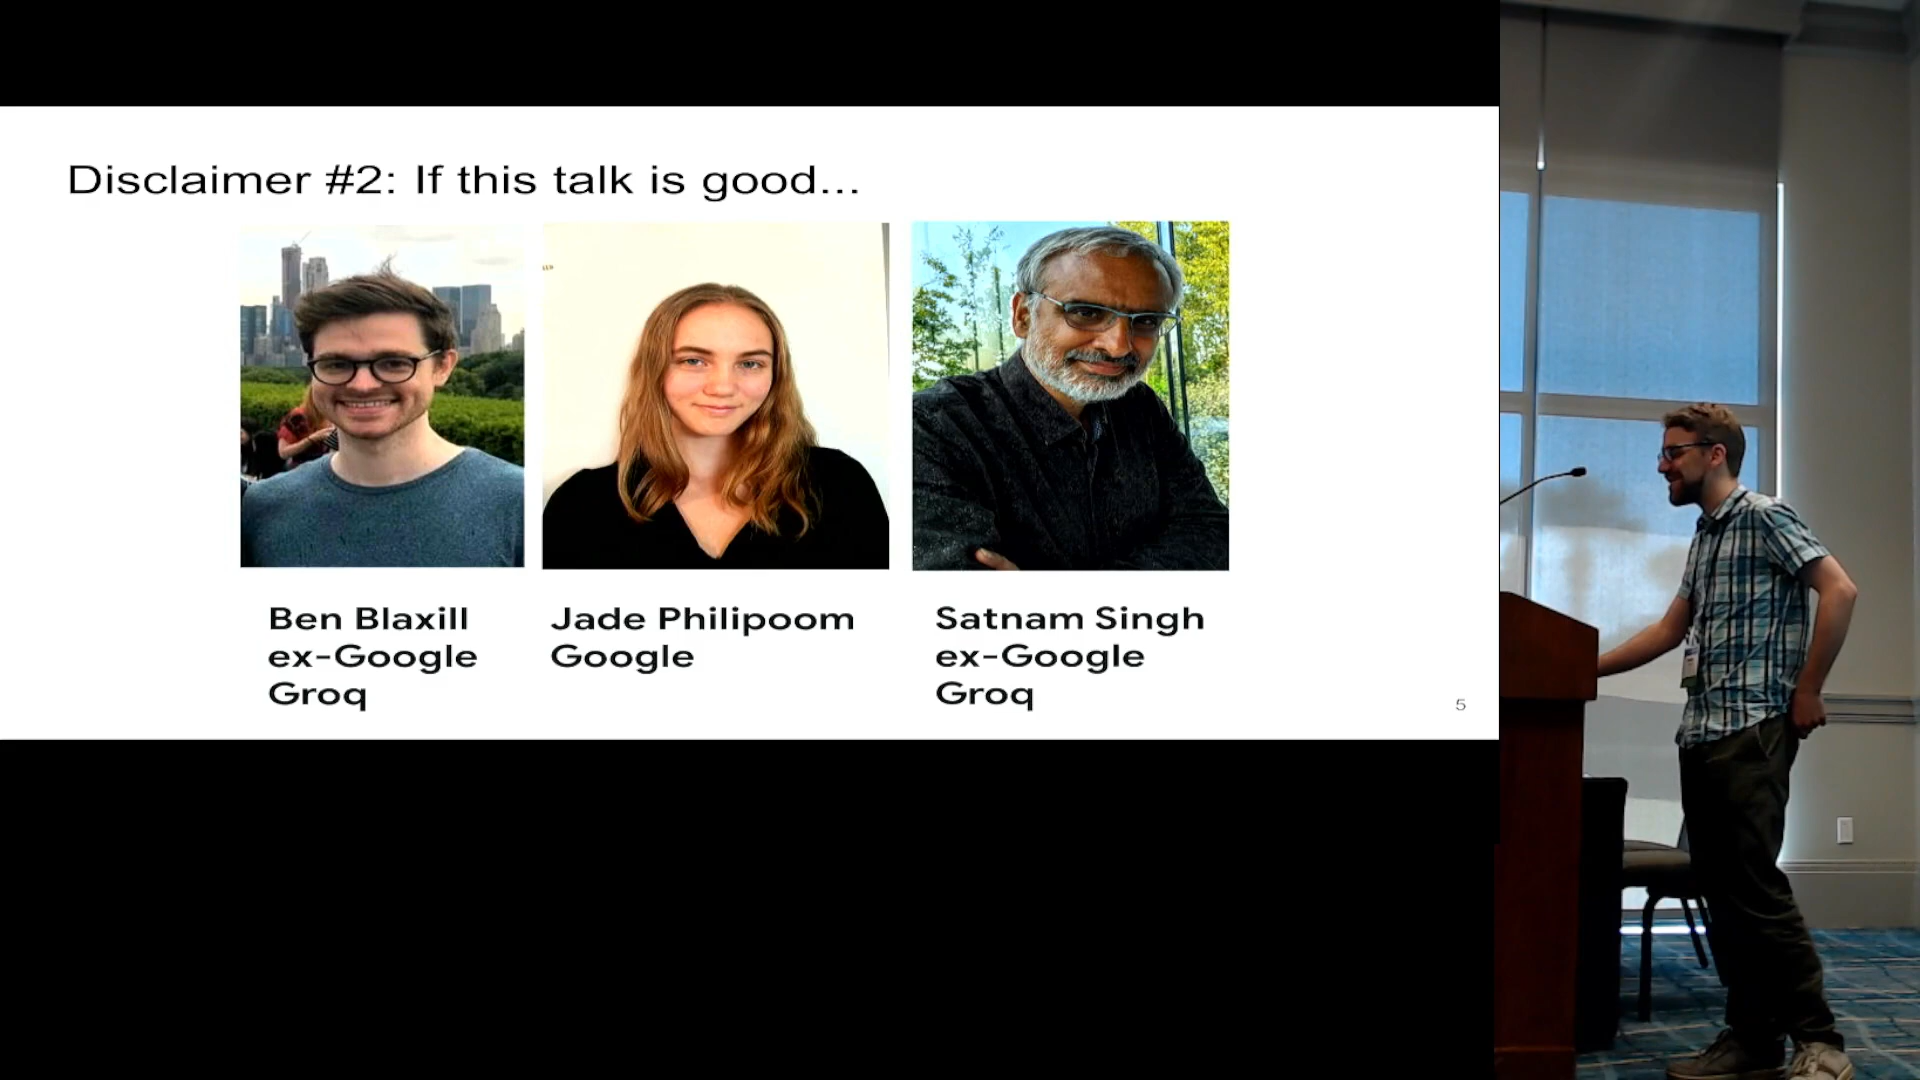 Disclaimer #2: If this talk is good...
Ben Blaxill
ex-Google
Groq
Jade Philipoom
Google
Satnam Singh
ex-Google
Groq
5